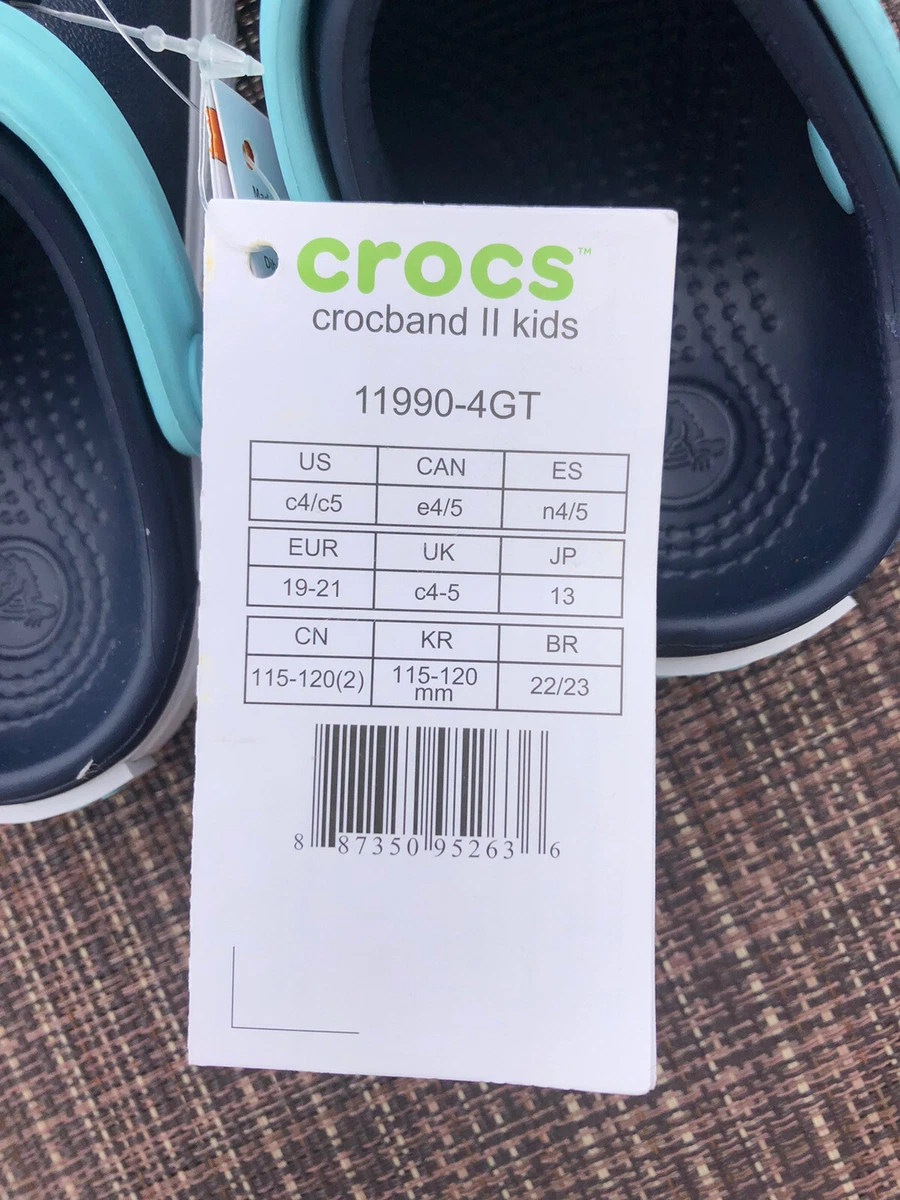 crocs™
crocband II kids
11990-4GT
US CAN ES
c4/c5 e4/5 n4/5
EUR UK JP
19-21 c4-5 13
CN KR BR
115-120(2) 115-120 mm 22/23
8 87350 95263 6